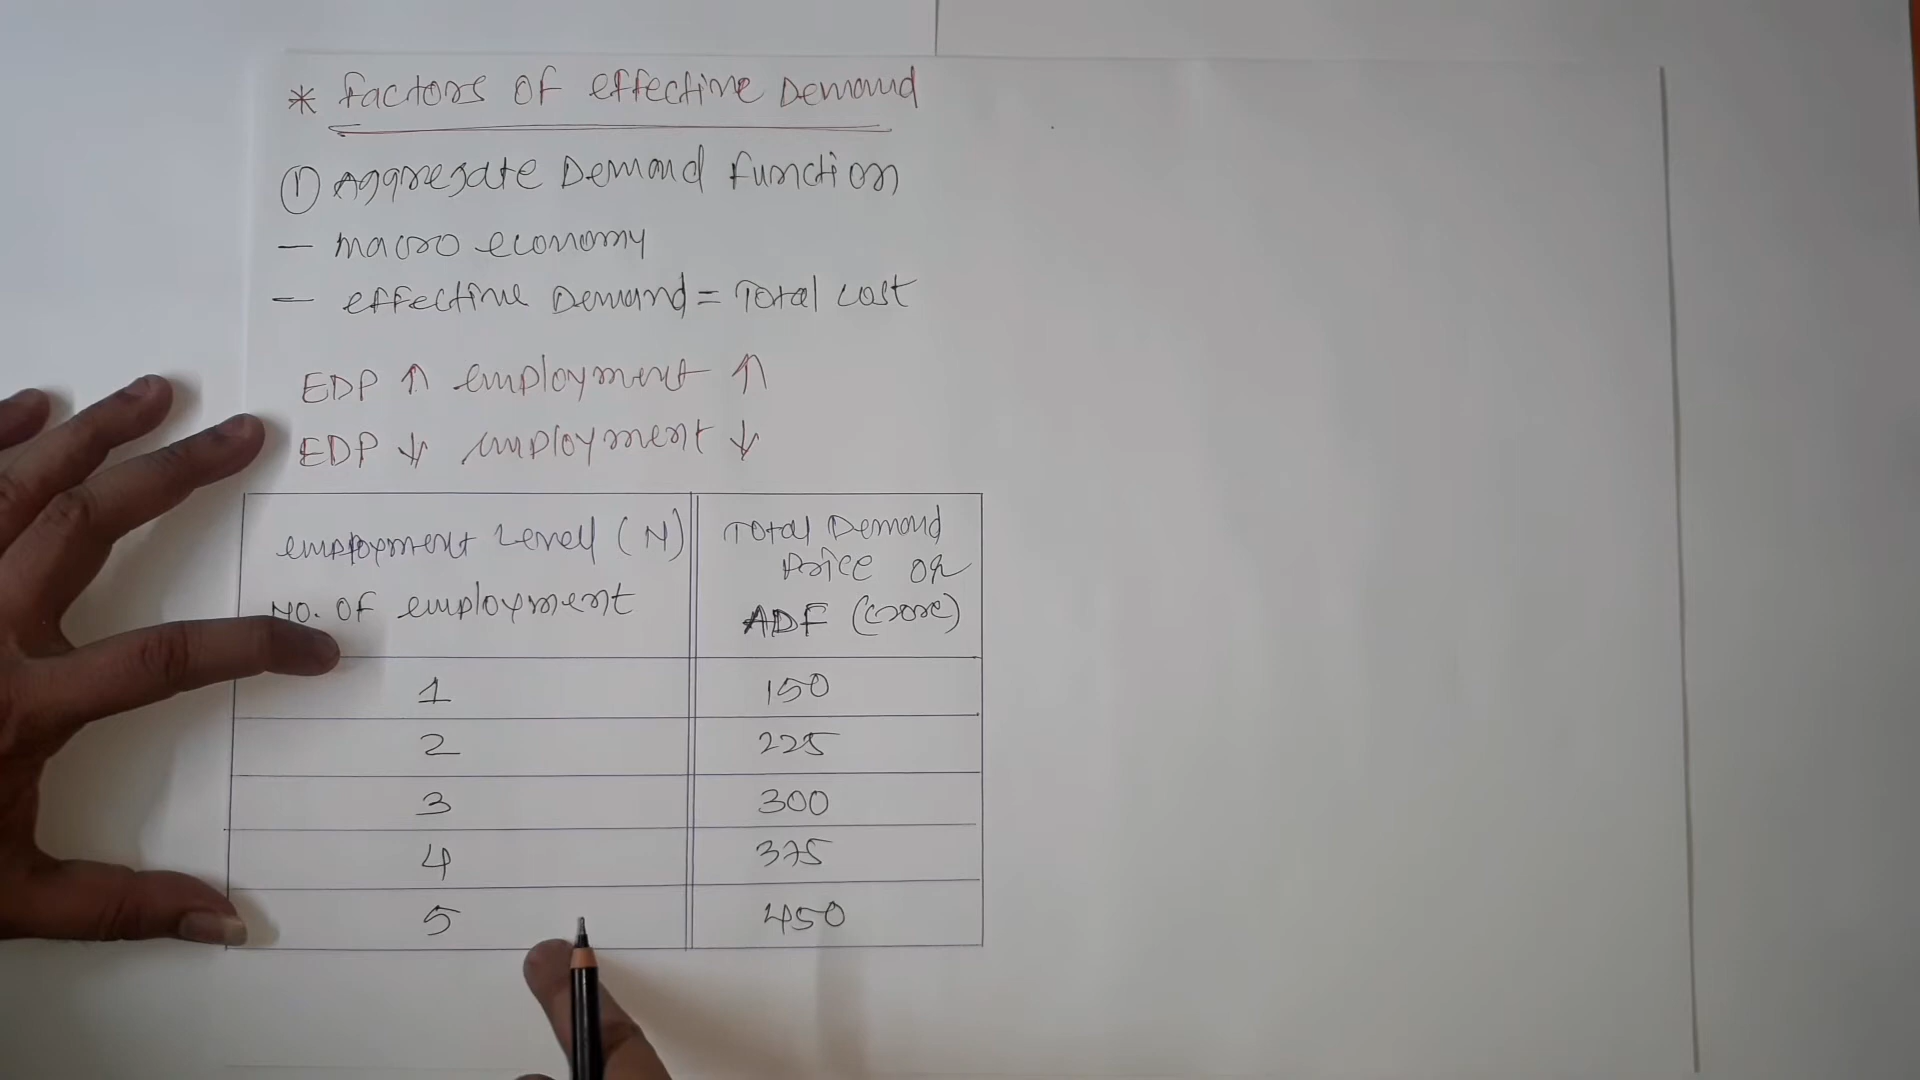 * Factors of effective Demand
① Aggregate Demand function
— macro economy
— effective Demand = Total cost
EDP ↑ employment ↑
EDP ↓ employment ↓
employment Level (N)
No. of employment
Total Demand
Price or
ADF (crore)
1 150
2 225
3 300
4 375
5 450